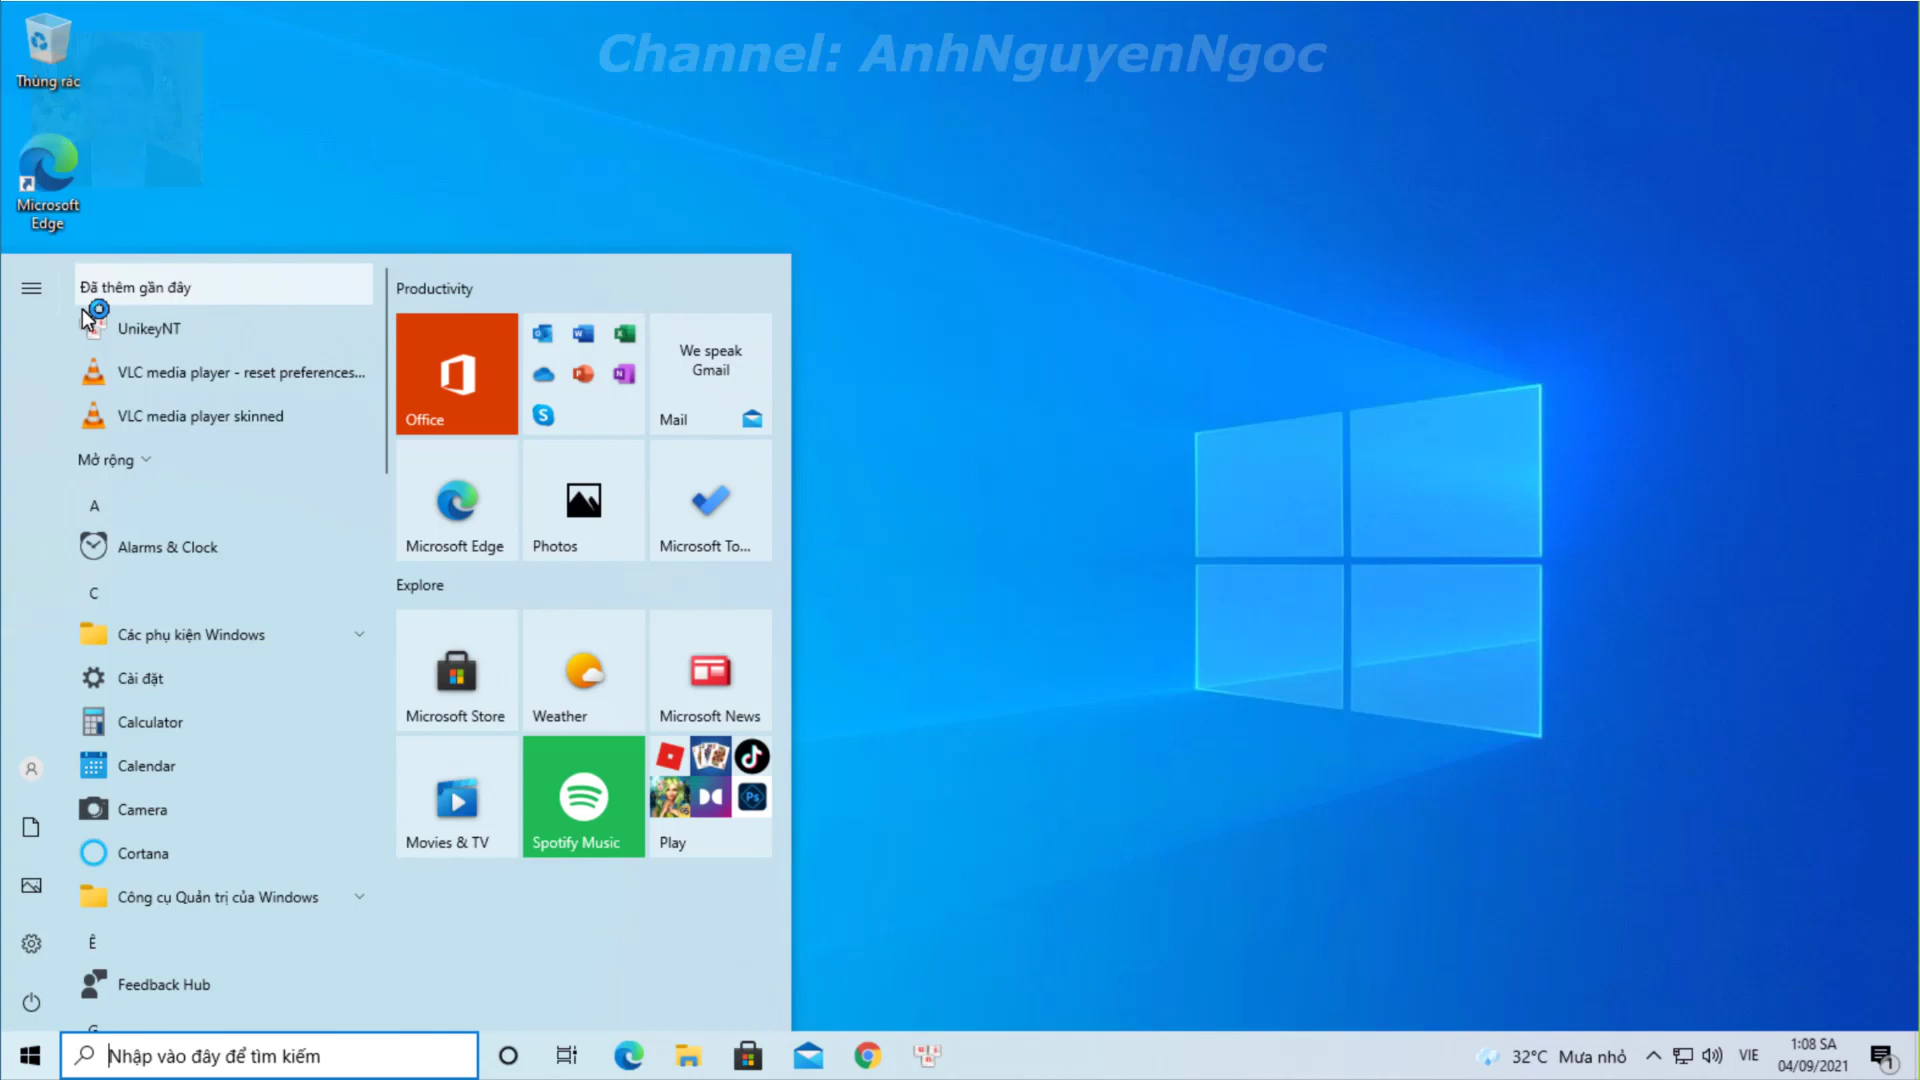 Channel: AnhNguyenNgoc
Thùng rác
Microsoft
Edge
Đã thêm gần đây
UnikeyNT
VLC media player - reset preferences...
VLC media player skinned
Mở rộng
A
Alarms & Clock
C
Các phụ kiện Windows
Cài đặt
Calculator
Calendar
Camera
Cortana
Công cụ Quản trị của Windows
Ê
Feedback Hub
G
Productivity
Office
We speak
Gmail
Mail
Microsoft Edge
Photos
Microsoft To...
Explore
Microsoft Store
Weather
Microsoft News
Movies & TV
Spotify Music
Ps
Play
Nhập vào đây để tìm kiếm
32°C Mưa nhỏ
VIE
1:08 SA
04/09/2021
1